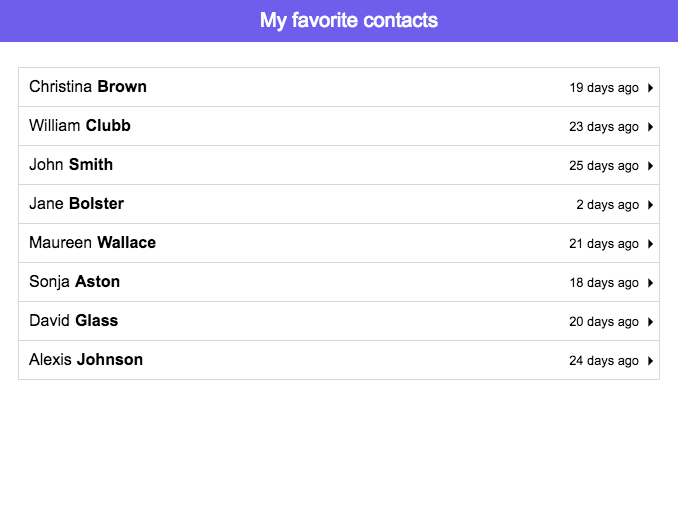 My favorite contacts
Christina Brown 19 days ago
William Clubb 23 days ago
John Smith 25 days ago
Jane Bolster 2 days ago
Maureen Wallace 21 days ago
Sonja Aston 18 days ago
David Glass 20 days ago
Alexis Johnson 24 days ago